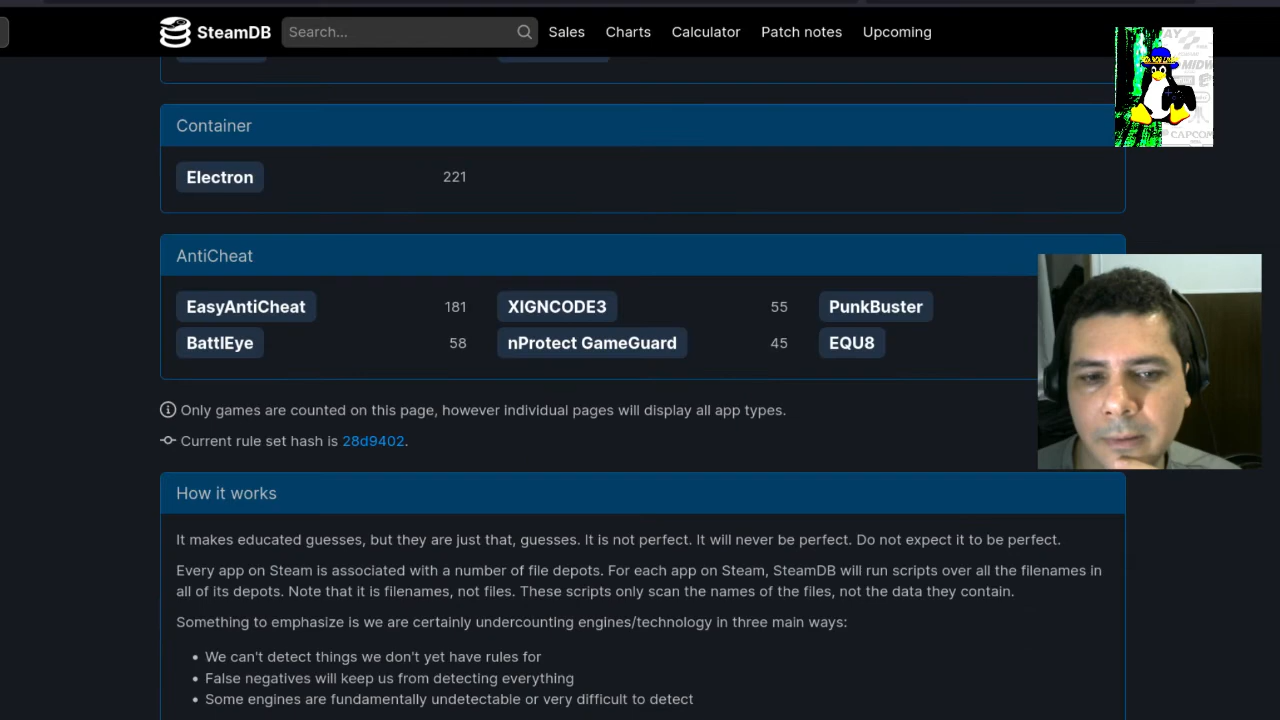 SteamDB Search... Sales Charts Calculator Patch notes Upcoming
Container
Electron 221
AntiCheat
EasyAntiCheat 181 XIGNCODE3 55 PunkBuster
BattlEye 58 nProtect GameGuard 45 EQU8
Only games are counted on this page, however individual pages will display all app types.
Current rule set hash is 28d9402.
How it works
It makes educated guesses, but they are just that, guesses. It is not perfect. It will never be perfect. Do not expect it to be perfect.
Every app on Steam is associated with a number of file depots. For each app on Steam, SteamDB will run scripts over all the filenames in
all of its depots. Note that it is filenames, not files. These scripts only scan the names of the files, not the data they contain.
Something to emphasize is we are certainly undercounting engines/technology in three main ways:
• We can't detect things we don't yet have rules for
• False negatives will keep us from detecting everything
• Some engines are fundamentally undetectable or very difficult to detect
CAPCOM